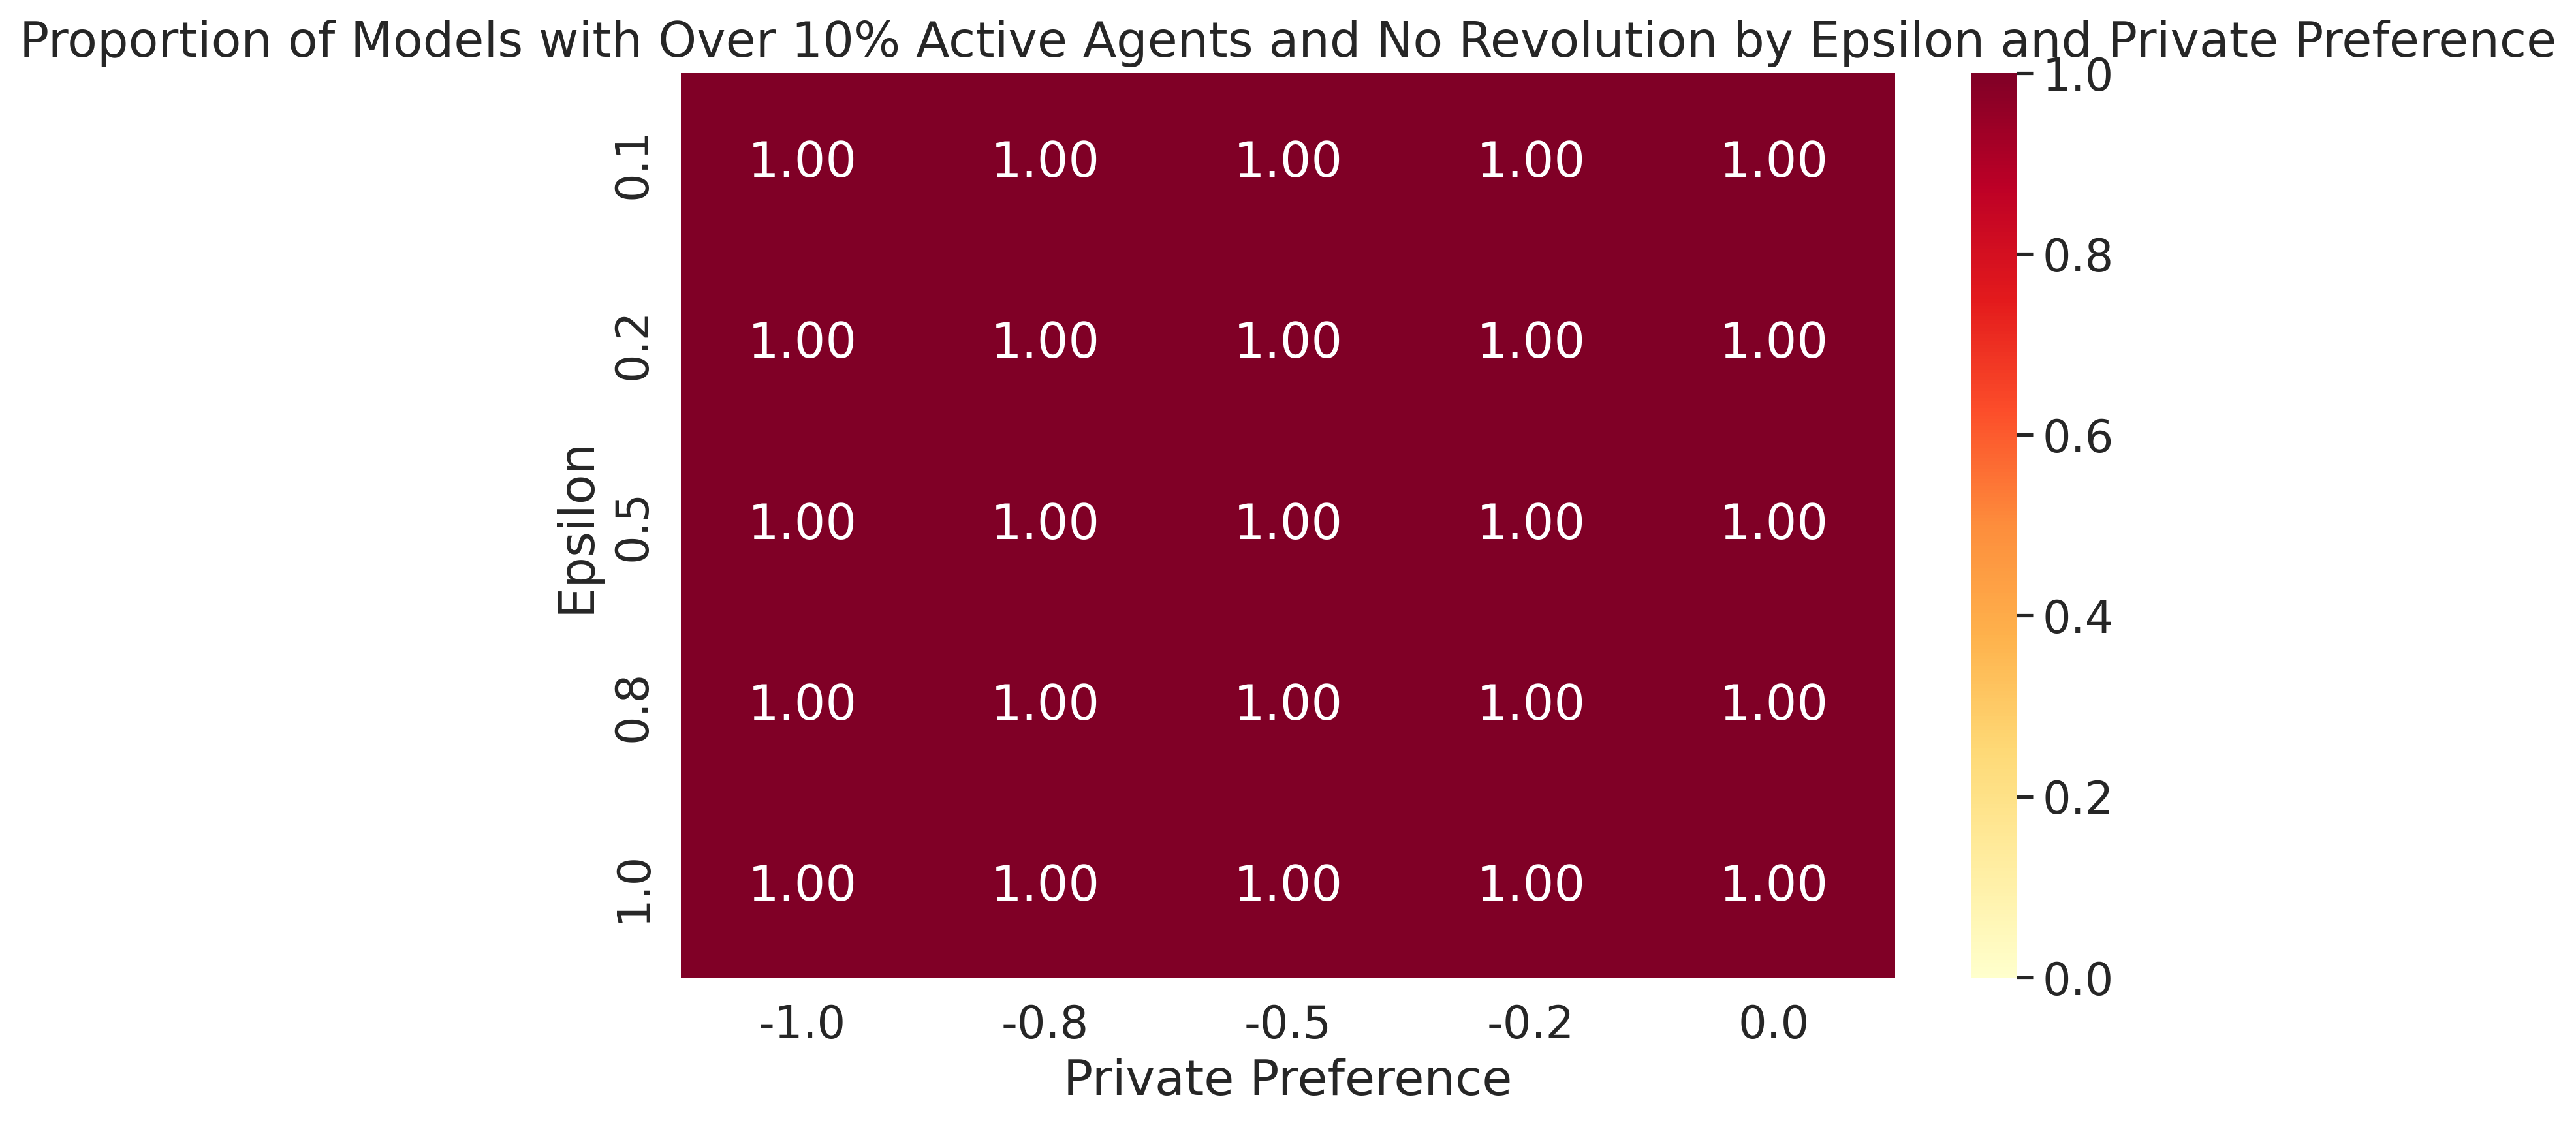 Proportion of Models with Over 10% Active Agents and No Revolution by Epsilon and Private Preference
Epsilon
0.1 1.00 1.00 1.00 1.00 1.00
0.2 1.00 1.00 1.00 1.00 1.00
0.5 1.00 1.00 1.00 1.00 1.00
0.8 1.00 1.00 1.00 1.00 1.00
1.0 1.00 1.00 1.00 1.00 1.00
-1.0 -0.8 -0.5 -0.2 0.0
Private Preference
1.0
0.8
0.6
0.4
0.2
0.0